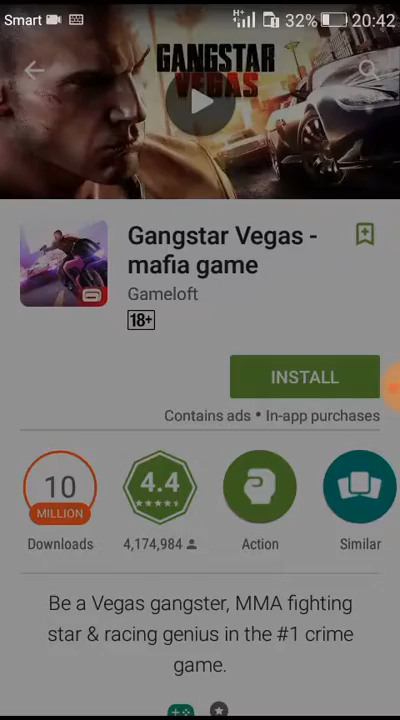 Smart 32% 20:42
GANGSTAR
VEGAS
Gangstar Vegas -
mafia game
Gameloft
18+
INSTALL
Contains ads • In-app purchases
10
MILLION
4.4
Downloads 4,174,984 Action Similar
Be a Vegas gangster, MMA fighting
star & racing genius in the #1 crime
game.